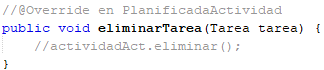 //@Override en PlanificadaActividad
public void eliminarTarea(Tarea tarea) {
    //actividadAct.eliminar();
}